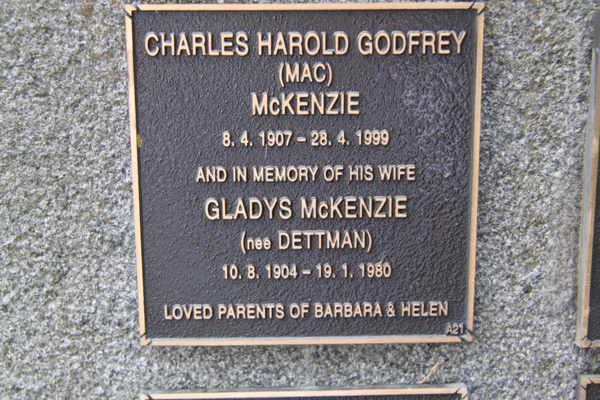 CHARLES HAROLD GODFREY
(MAC)
McKENZIE
8. 4. 1907 – 28. 4. 1999
AND IN MEMORY OF HIS WIFE
GLADYS McKENZIE
(nee DETTMAN)
10. 8. 1904 – 19. 1. 1980
LOVED PARENTS OF BARBARA & HELEN
A21